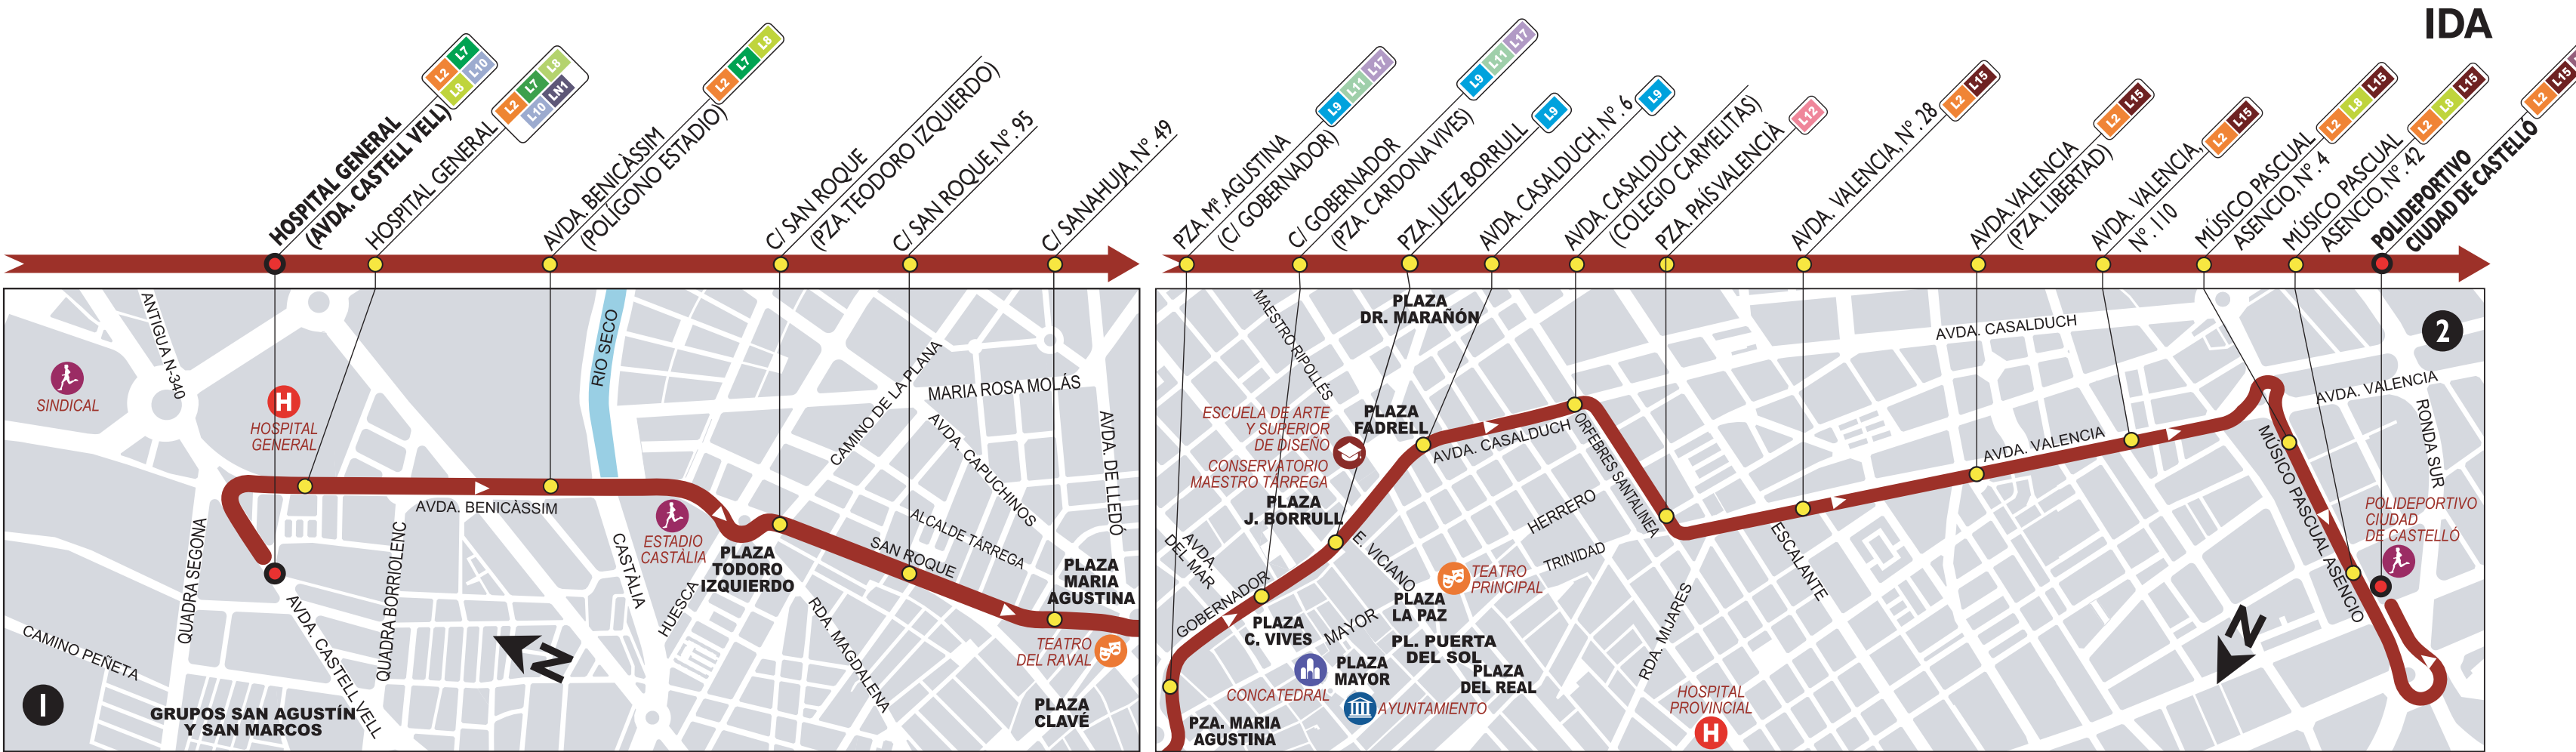 IDA
HOSPITAL GENERAL
(AVDA. CASTELL VELL)
L2 L7
L8 L10
HOSPITAL GENERAL
L2 L7 L8
L10 LN1
AVDA. BENICÀSSIM
(POLÍGONO ESTADIO)
L2 L7 L8
C/ SAN ROQUE
(PZA. TEODORO IZQUIERDO)
C/ SAN ROQUE, Nº. 95
C/ SANAHUJA, Nº. 49
PZA. Mª. AGUSTINA
(C/ GOBERNADOR)
L9 L11 L17
C/ GOBERNADOR
(PZA. CARDONA VIVES)
L9 L11 L17
PZA. JUEZ BORRULL
L9
AVDA. CASALDUCH, Nº. 6
L9
AVDA. CASALDUCH
(COLEGIO CARMELITAS)
PZA. PAÍS VALENCIÀ
L12
AVDA. VALENCIA, Nº. 28
L2 L15
AVDA. VALENCIA
(PZA. LIBERTAD)
L2 L15
AVDA. VALENCIA,
Nº. 110
L2 L15
MÚSICO PASCUAL
ASENCIO, Nº. 4
L2 L8 L15
MÚSICO PASCUAL
ASENCIO, Nº. 42
L2 L8 L15
POLIDEPORTIVO
CIUDAD DE CASTELLÓ
L2 L15
ANTIGUA N-340
SINDICAL
H
HOSPITAL
GENERAL
RIO SECO
CAMINO DE LA PLANA
MARIA ROSA MOLÁS
AVDA. CAPUCHINOS
AVDA. DE LLEDÓ
AVDA. BENICÀSSIM
QUADRA SEGONA
QUADRA BORRIOLENC
CASTÀLIA
ESTADIO
CASTÀLIA
HUESCA
PLAZA
TODORO
IZQUIERDO
SAN ROQUE
ALCALDE TÁRREGA
PLAZA
MARIA
AGUSTINA
CAMINO PEÑETA
AVDA. CASTELL VELL
N
RDA. MAGDALENA
TEATRO
DEL RAVAL
PLAZA
CLAVÉ
1
GRUPOS SAN AGUSTÍN
Y SAN MARCOS
MAESTRO RIPOLLÉS
PLAZA
DR. MARAÑÓN
AVDA. CASALDUCH
2
ESCUELA DE ARTE
Y SUPERIOR
DE DISEÑO
CONSERVATORIO
MAESTRO TÁRREGA
PLAZA
FADRELL
AVDA. CASALDUCH
ORFEBRES SANTALINEA
AVDA. VALENCIA
AVDA. VALENCIA
RONDA SUR
MÚSICO PASCUAL ASENCIO
POLIDEPORTIVO
CIUDAD
DE CASTELLÓ
PLAZA
J. BORRULL
AVDA.
DEL MAR
E. VICIANO
HERRERO
TRINIDAD
ESCALANTE
TEATRO
PRINCIPAL
GOBERNADOR
PLAZA
C. VIVES
MAYOR
PLAZA
LA PAZ
PL. PUERTA
DEL SOL
RDA. MIJARES
N
PLAZA
MAYOR
PLAZA
DEL REAL
CONCATEDRAL
AYUNTAMIENTO
HOSPITAL
PROVINCIAL
H
PZA. MARIA
AGUSTINA